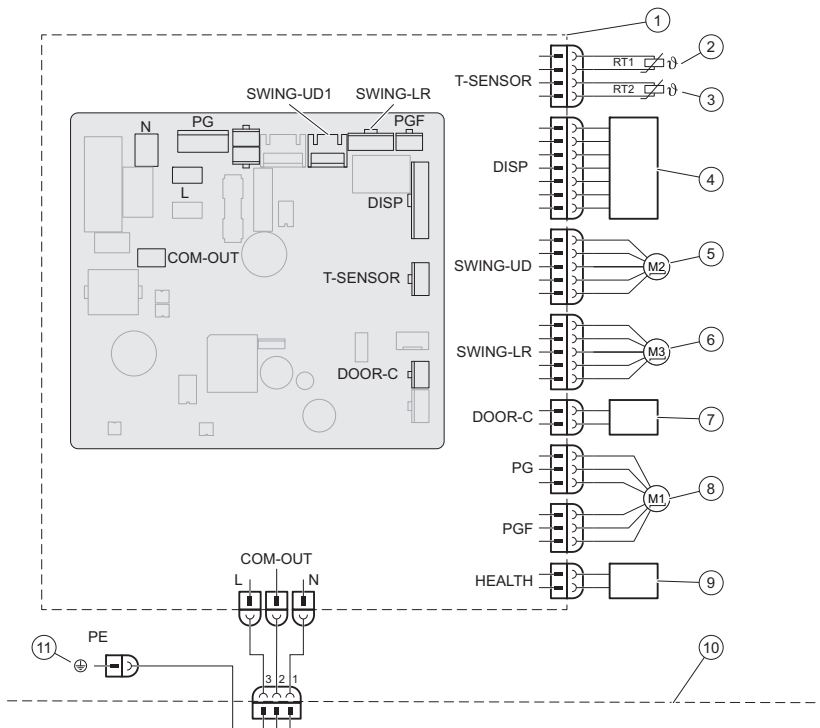 1
2
RT1
ϑ
T-SENSOR
RT2
ϑ
3
SWING-UD1 SWING-LR
N PG PGF
L
DISP
DISP
4
COM-OUT
T-SENSOR
SWING-UD
M2
5
SWING-LR
M3
6
DOOR-C
DOOR-C
7
PG
M1
8
PGF
COM-OUT
L N
HEALTH
9
11
PE
10
3 2 1